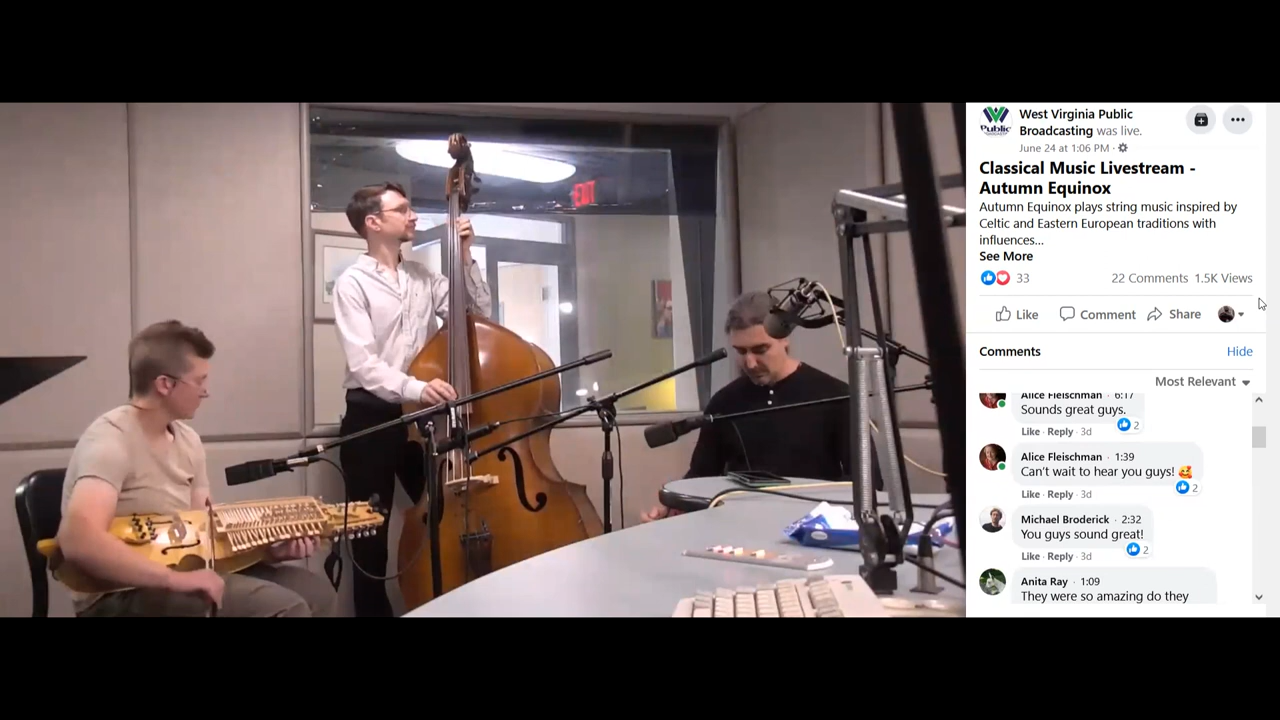 EXIT
Public
West Virginia Public
Broadcasting was live.
June 24 at 1:06 PM ·
Classical Music Livestream -
Autumn Equinox
Autumn Equinox plays string music inspired by
Celtic and Eastern European traditions with
influences...
See More
33
22 Comments 1.5K Views
Like
Comment
Share
Comments
Hide
Most Relevant
Alice Fleischman · 6:17
Sounds great guys.
2
Like · Reply · 3d
Alice Fleischman · 1:39
Can't wait to hear you guys! 🥰
2
Like · Reply · 3d
Michael Broderick · 2:32
You guys sound great!
2
Like · Reply · 3d
Anita Ray · 1:09
They were so amazing do they